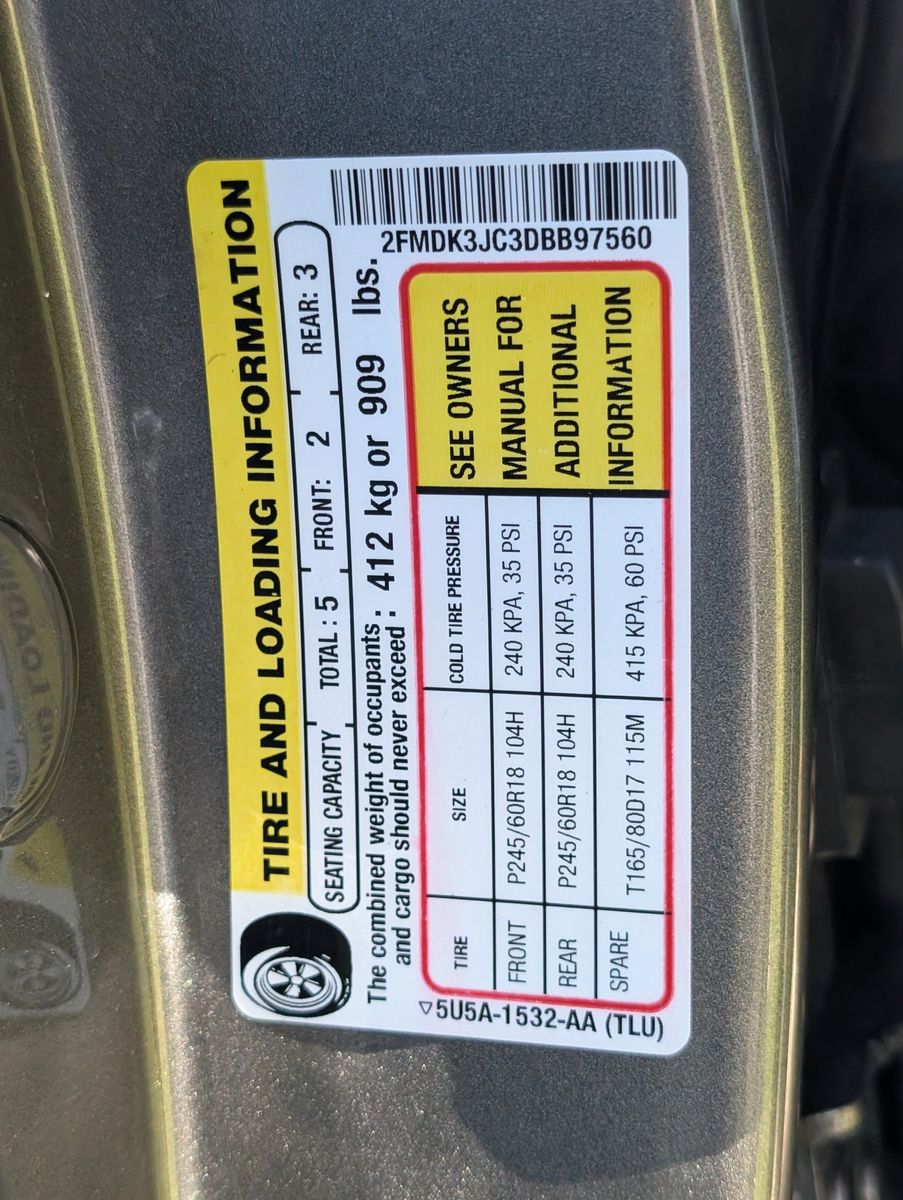 TIRE AND LOADING INFORMATION
SEATING CAPACITY TOTAL : 5 FRONT: 2 REAR: 3
The combined weight of occupants : 412 kg or 909 lbs.
and cargo should never exceed :
2FMDK3JC3DBB97560
TIRE SIZE COLD TIRE PRESSURE
FRONT P245/60R18 104H 240 KPA, 35 PSI
REAR P245/60R18 104H 240 KPA, 35 PSI
SPARE T165/80D17 115M 415 KPA, 60 PSI
SEE OWNERS
MANUAL FOR
ADDITIONAL
INFORMATION
▽5U5A-1532-AA (TLU)